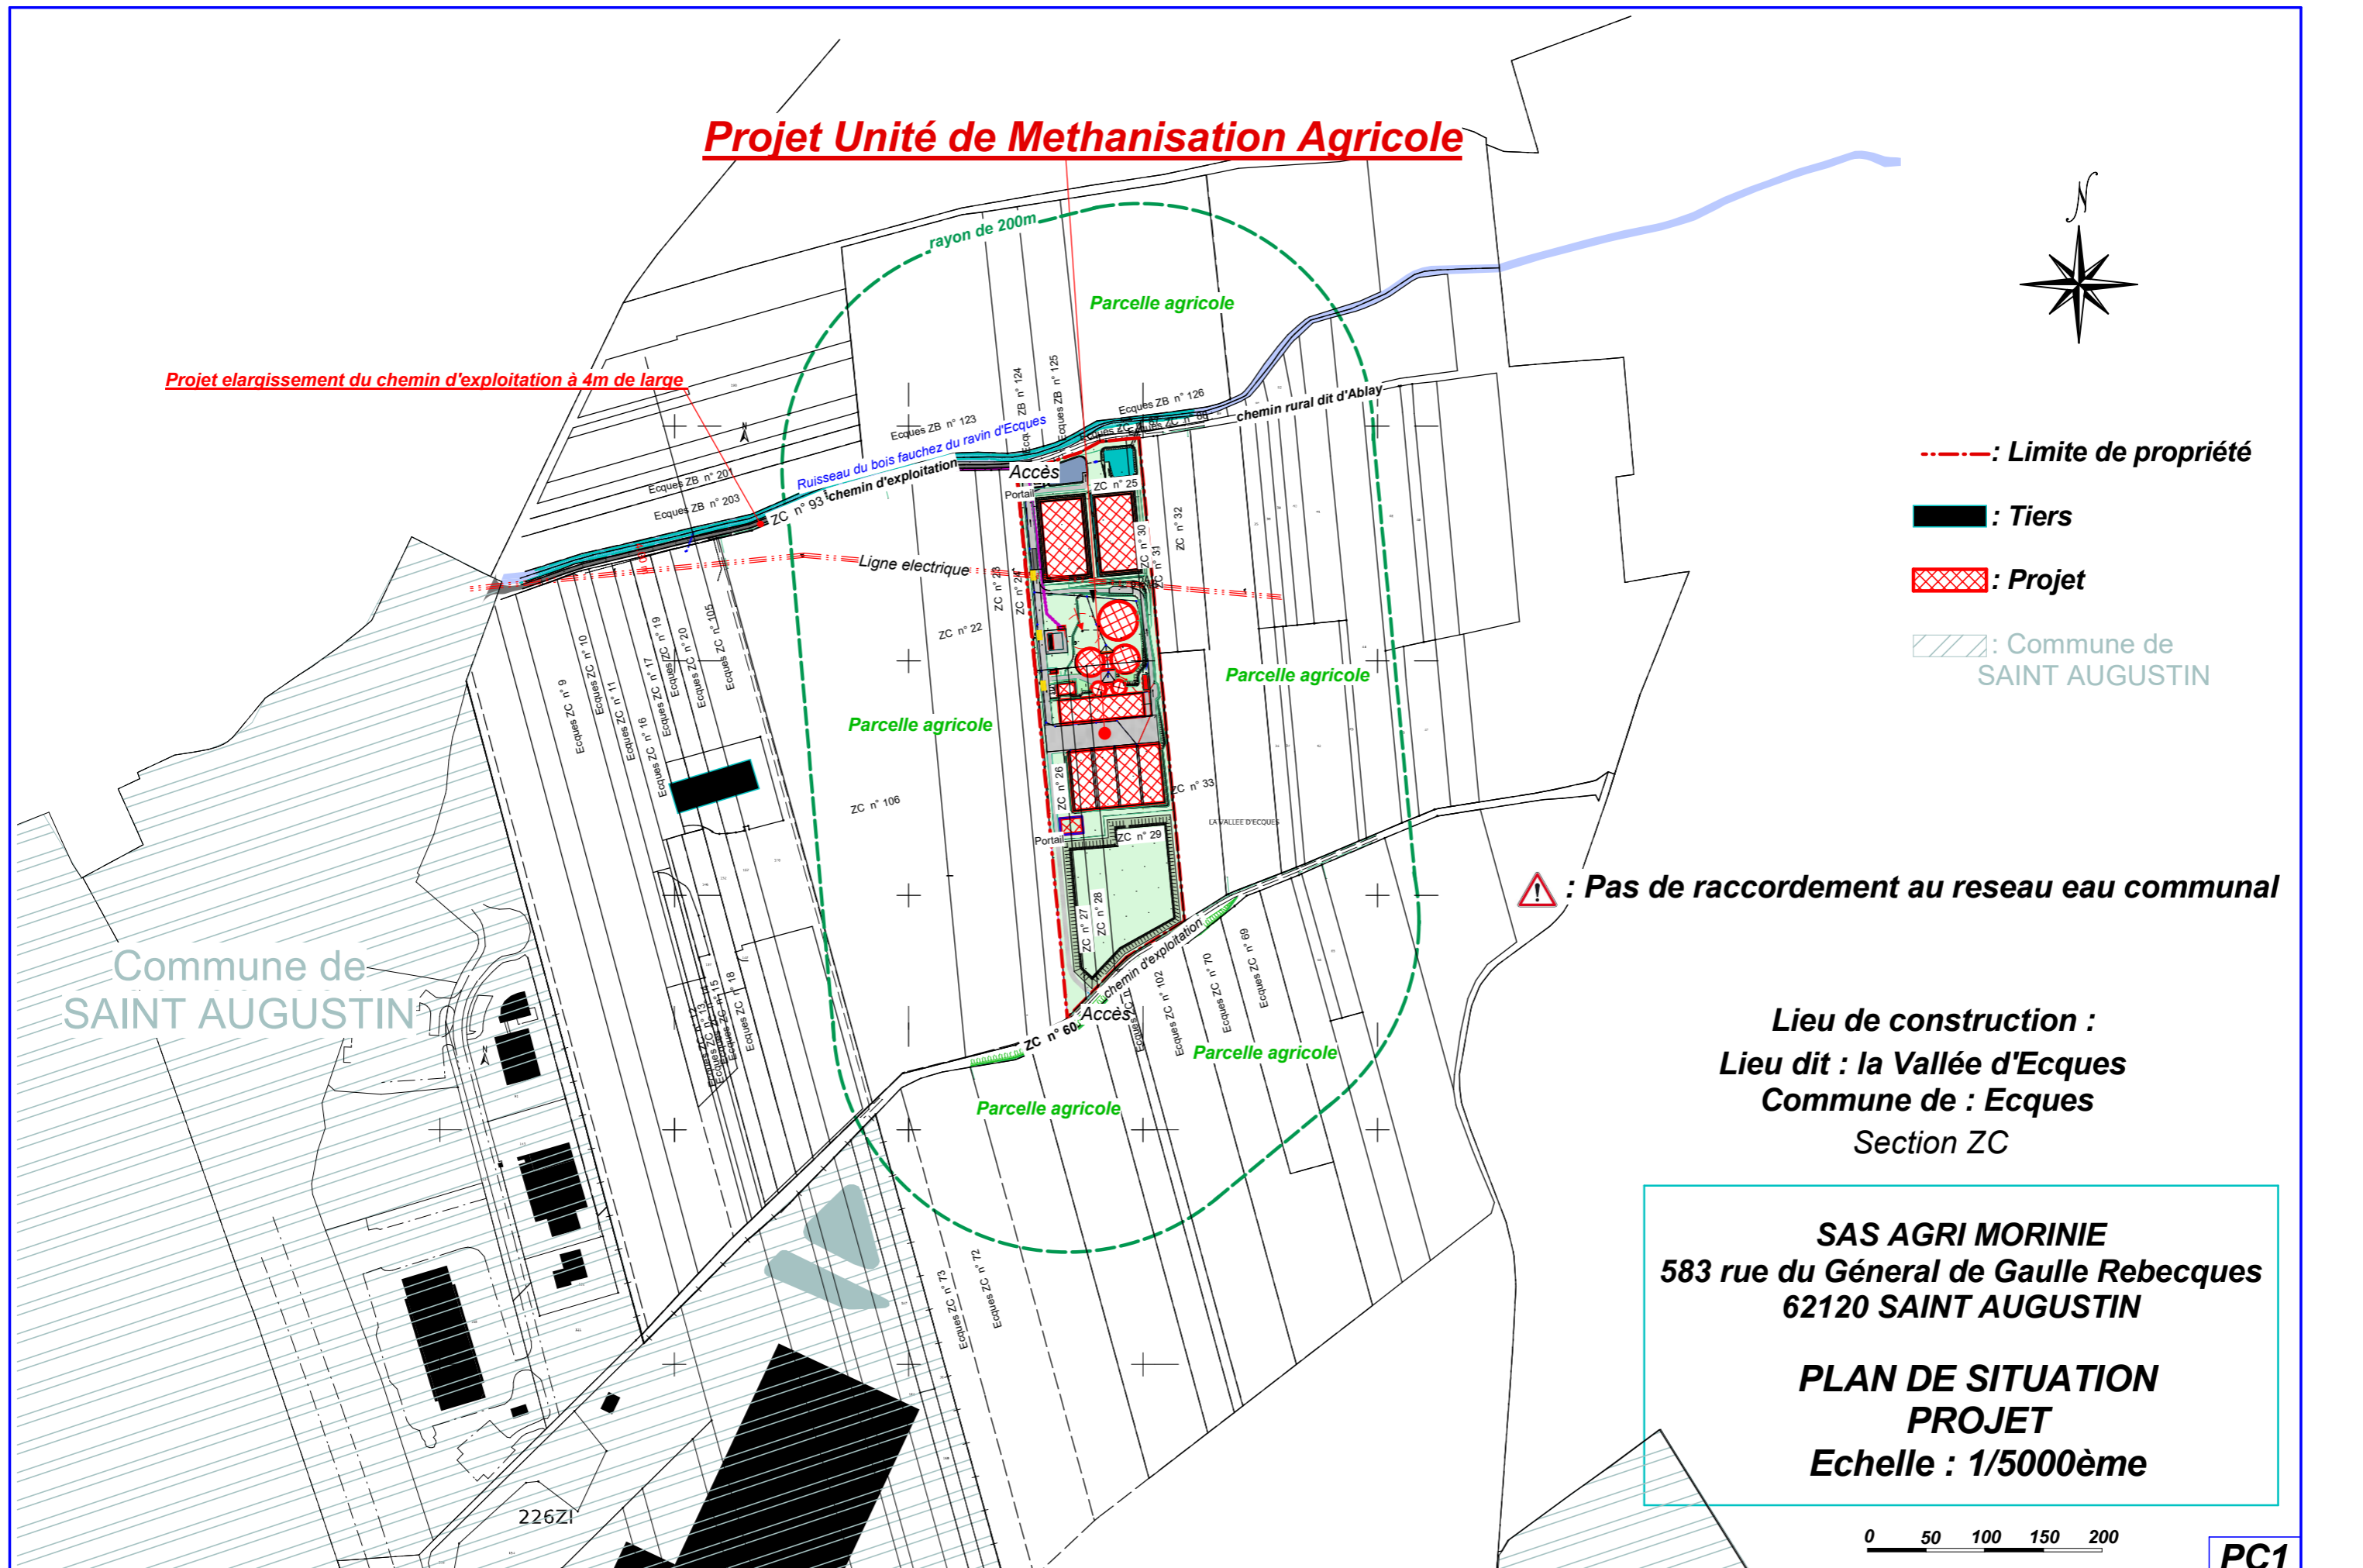 Projet Unité de Methanisation Agricole
N
rayon de 200m
Parcelle agricole
Projet elargissement du chemin d'exploitation à 4m de large
Ecques ZB n° 124
Ecques ZB n° 125
Ecques ZB n° 126
Ecques ZB n° 123
chemin rural dit d'Ablay
Ruisseau du bois fauchez du ravin d'Ecques
chemin d'exploitation
ZC n° 93
Ecques ZB n° 201
Ecques ZB n° 203
Accès
Portail
ZC n° 25
ZC n° 30
ZC n° 31
ZC n° 32
Ligne electrique
ZC n° 23
ZC n° 24
ZC n° 22
: Limite de propriété
: Tiers
: Projet
: Commune de
SAINT AUGUSTIN
Ecques ZC n° 9
Ecques ZC n° 10
Ecques ZC n° 11
Ecques ZC n° 16
Ecques ZC n° 17
Ecques ZC n° 19
Ecques ZC n° 20
Ecques ZC n° 105
Parcelle agricole
Parcelle agricole
ZC n° 106
ZC n° 26
ZC n° 33
LA VALLEE D'ECQUES
Portail
ZC n° 29
ZC n° 27
ZC n° 28
chemin d'exploitation
Accès
ZC n° 60
: Pas de raccordement au reseau eau communal
Commune de
SAINT AUGUSTIN
Ecques ZC n° 15
Ecques ZC n° 18
Ecques ZC n° 102
Ecques ZC n° 70
Ecques ZC n° 69
Parcelle agricole
Parcelle agricole
Ecques ZC n° 73
Ecques ZC n° 72
N
N
226ZI
Lieu de construction :
Lieu dit : la Vallée d'Ecques
Commune de : Ecques
Section ZC
SAS AGRI MORINIE
583 rue du Géneral de Gaulle Rebecques
62120 SAINT AUGUSTIN
PLAN DE SITUATION
PROJET
Echelle : 1/5000ème
0 50 100 150 200
PC1